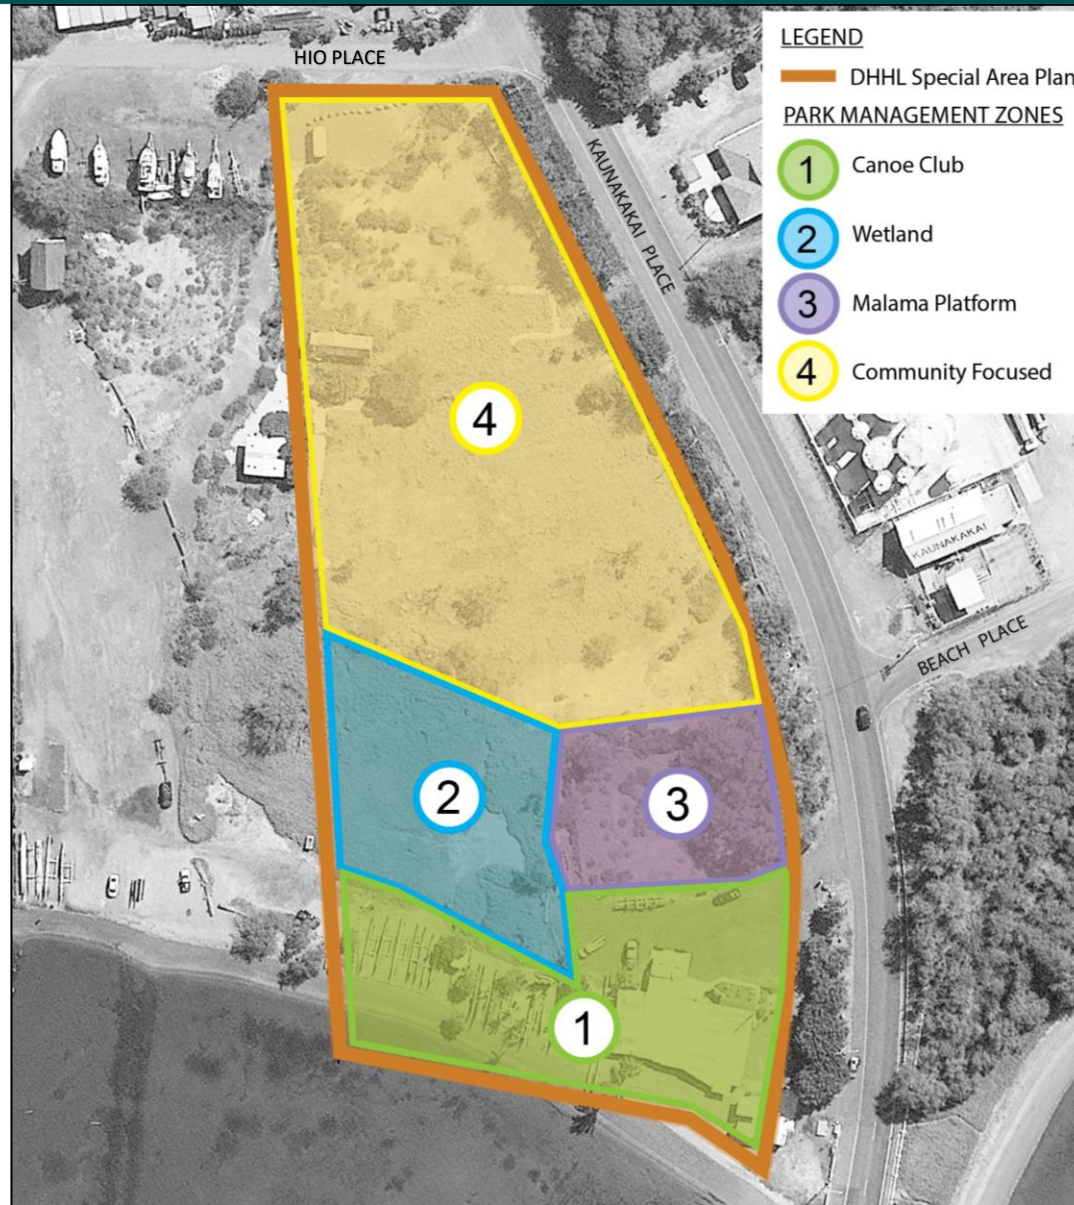 HIO PLACE
LEGEND
DHHL Special Area Plan
PARK MANAGEMENT ZONES
1 Canoe Club
2 Wetland
3 Malama Platform
4 Community Focused
KAUNAKAKAI PLACE
4
KAUNAKAKAI
BEACH PLACE
2
3
1